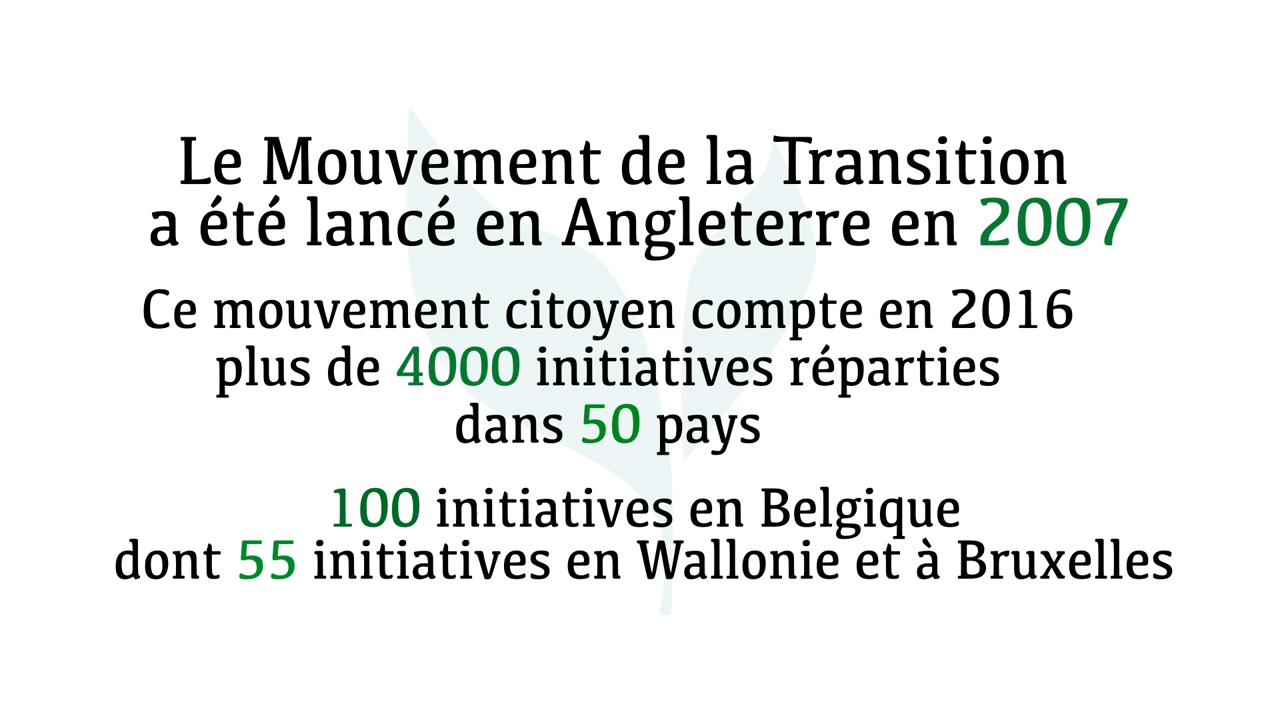 Le Mouvement de la Transition
a été lancé en Angleterre en 2007
Ce mouvement citoyen compte en 2016
plus de 4000 initiatives réparties
dans 50 pays
100 initiatives en Belgique
dont 55 initiatives en Wallonie et à Bruxelles